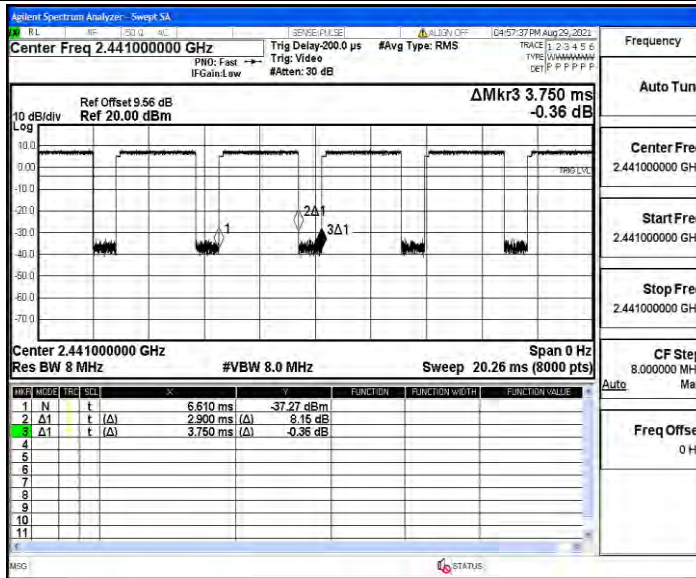 Agilent Spectrum Analyzer - Swept SA
RL RF 50 Ω AC SENSE:PULSE ALIGN OFF 04:57:37 PM Aug 29, 2021
Center Freq 2.441000000 GHz
PNO: Fast
IFGain:Low
Trig Delay-200.0 µs
Trig: Video
#Atten: 30 dB
#Avg Type: RMS
TRACE 1 2 3 4 5 6
TYPE WWWWWW
DET P P P P P P
ΔMkr3 3.750 ms
-0.36 dB
Ref Offset 9.56 dB
10 dB/div Ref 20.00 dBm
Log
10.0
0.00
-10.0
-20.0
-30.0
-40.0
-50.0
-60.0
-70.0
TRIG LVL
1
2Δ1
3Δ1
Center 2.441000000 GHz Span 0 Hz
Res BW 8 MHz #VBW 8.0 MHz Sweep 20.26 ms (8000 pts)
MKR MODE TRC SCL X Y FUNCTION FUNCTION WIDTH FUNCTION VALUE
1 N t 6.610 ms -37.27 dBm
2 Δ1 t (Δ) 2.900 ms (Δ) 8.15 dB
3 Δ1 t (Δ) 3.750 ms (Δ) -0.36 dB
4
5
6
7
8
9
10
11
MSG STATUS
Frequency
Auto Tun
Center Fre
2.441000000 GH
Start Fre
2.441000000 GH
Stop Fre
2.441000000 GH
CF Step
8.000000 MH
Auto Ma
Freq Offse
0 H